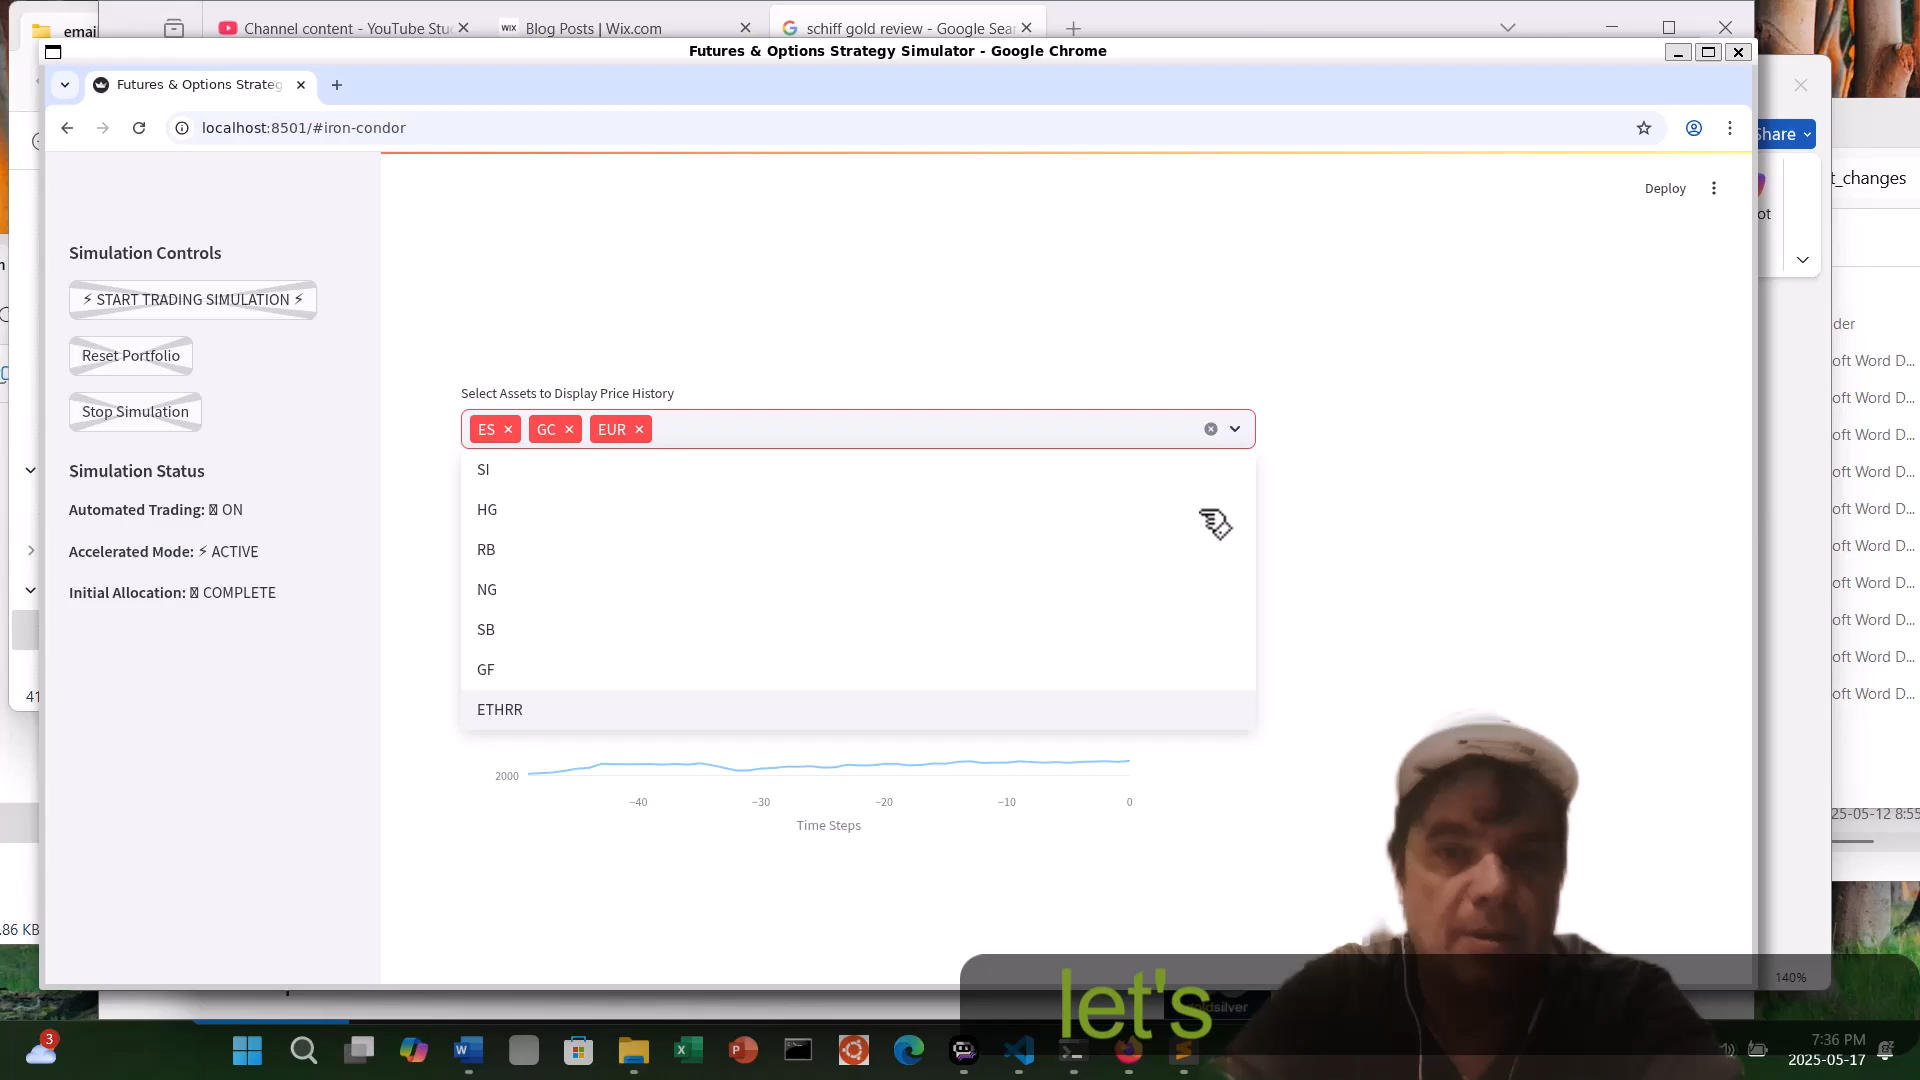 emai
Channel content - YouTube Stu
Blog Posts | Wix.com
schiff gold review - Google Sear
Futures & Options Strategy Simulator - Google Chrome
Futures & Options Strateg
localhost:8501/#iron-condor
Share
Deploy
t_changes
ot
Simulation Controls
⚡ START TRADING SIMULATION ⚡
Reset Portfolio
Stop Simulation
Simulation Status
Automated Trading: ON
Accelerated Mode: ⚡ ACTIVE
Initial Allocation: COMPLETE
Select Assets to Display Price History
ES × GC × EUR ×
SI
HG
RB
NG
SB
GF
ETHRR
2000
−40 −30 −20 −10 0
Time Steps
der
oft Word D...
oft Word D...
oft Word D...
oft Word D...
oft Word D...
oft Word D...
oft Word D...
oft Word D...
oft Word D...
oft Word D...
25-05-12 8:55
41
.86 KB
140%
let's
oldsilver
3
7:36 PM
2025-05-17